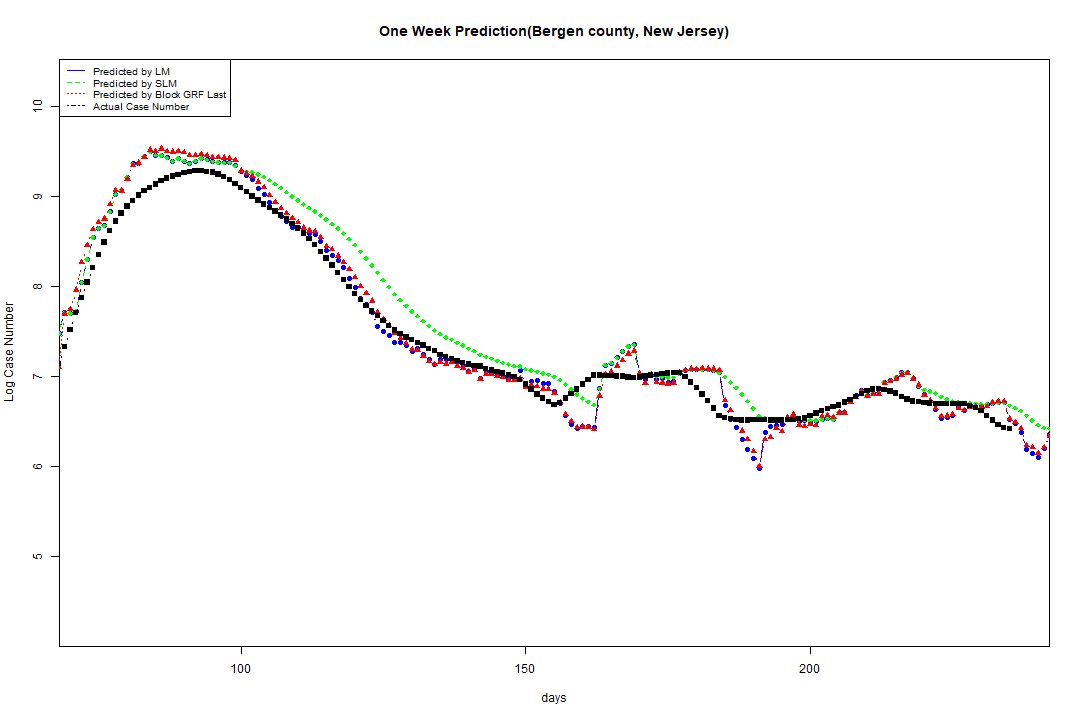 One Week Prediction(Bergen county, New Jersey)
Predicted by LM
Predicted by SLM
Predicted by Block GRF Last
Actual Case Number
10
9
8
7
6
5
Log Case Number
100
150
200
days